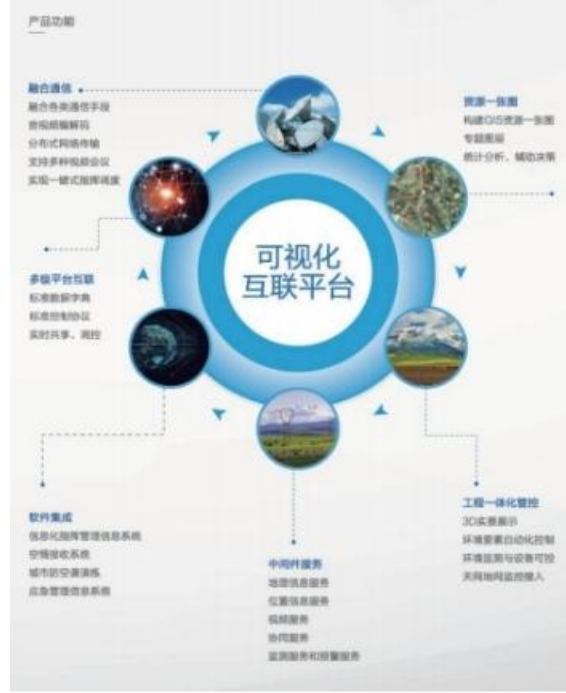 产品功能
融合通信
融合各类通信手段
音视频编解码
分布式网络传输
支持多种视频会议
实现一键式指挥调度
资源一张图
构建GIS资源一张图
专题图层
统计分析、辅助决策
可视化
互联平台
多级平台互联
标准数据字典
标准控制协议
实时共享、调控
软件集成
信息化指挥管理信息系统
空情接收系统
城市防空袭演练
应急管理信息系统
中间件服务
地理信息服务
位置信息服务
视频服务
协同服务
监测服务和报警服务
工程一体化管控
3D实景展示
环境要素自动化控制
环境监测与设备可控
天网地网监控接入